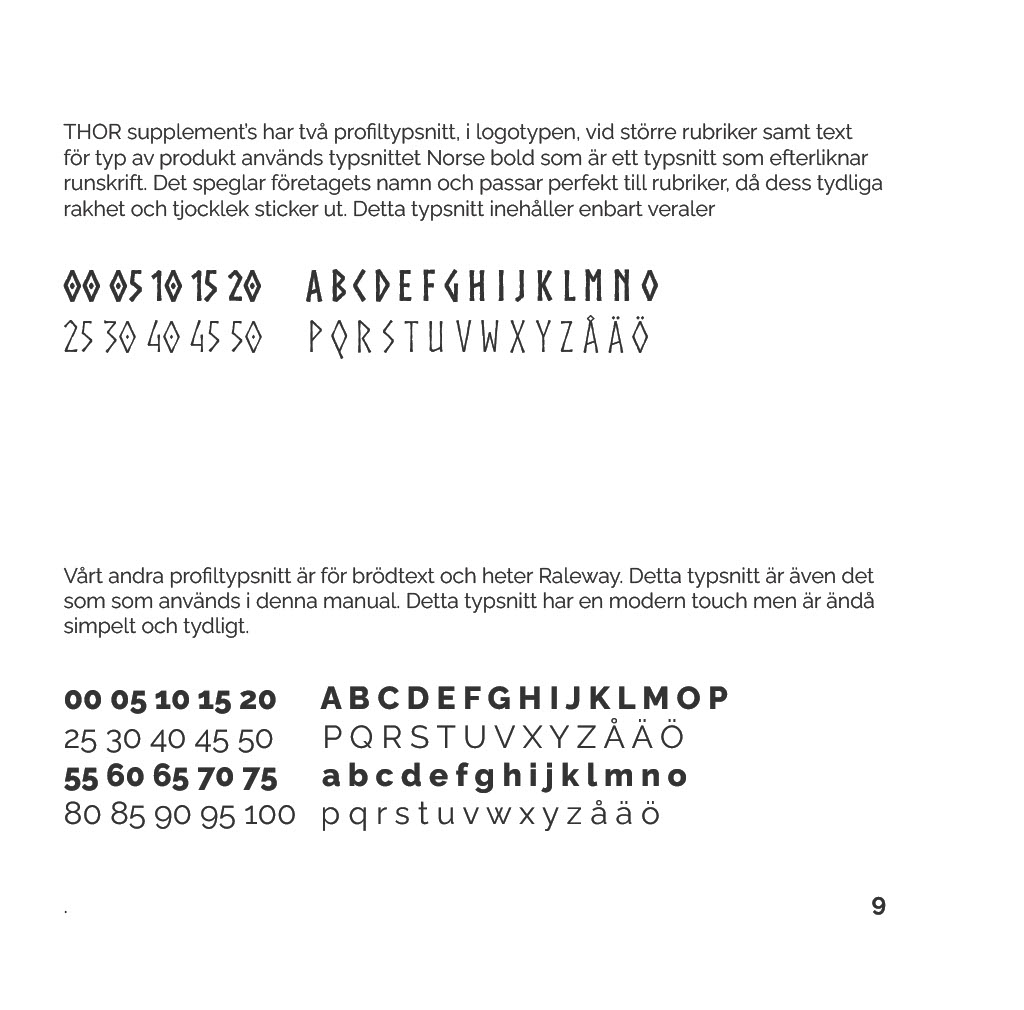 THOR supplement's har två profiltypsnitt, i logotypen, vid större rubriker samt text
för typ av produkt används typsnittet Norse bold som är ett typsnitt som efterliknar
runskrift. Det speglar företagets namn och passar perfekt till rubriker, då dess tydliga
rakhet och tjocklek sticker ut. Detta typsnitt inehåller enbart veraler
00 05 10 15 20 A B C D E F G H I J K L M N O
25 30 40 45 50 P Q R S T U V W X Y Z Å Ä Ö
Vårt andra profiltypsnitt är för brödtext och heter Raleway. Detta typsnitt är även det
som som används i denna manual. Detta typsnitt har en modern touch men är ändå
simpelt och tydligt.
00 05 10 15 20 A B C D E F G H I J K L M O P
25 30 40 45 50 P Q R S T U V X Y Z Å Ä Ö
55 60 65 70 75 a b c d e f g h i j k l m n o
80 85 90 95 100 p q r s t u v w x y z å ä ö
. 9